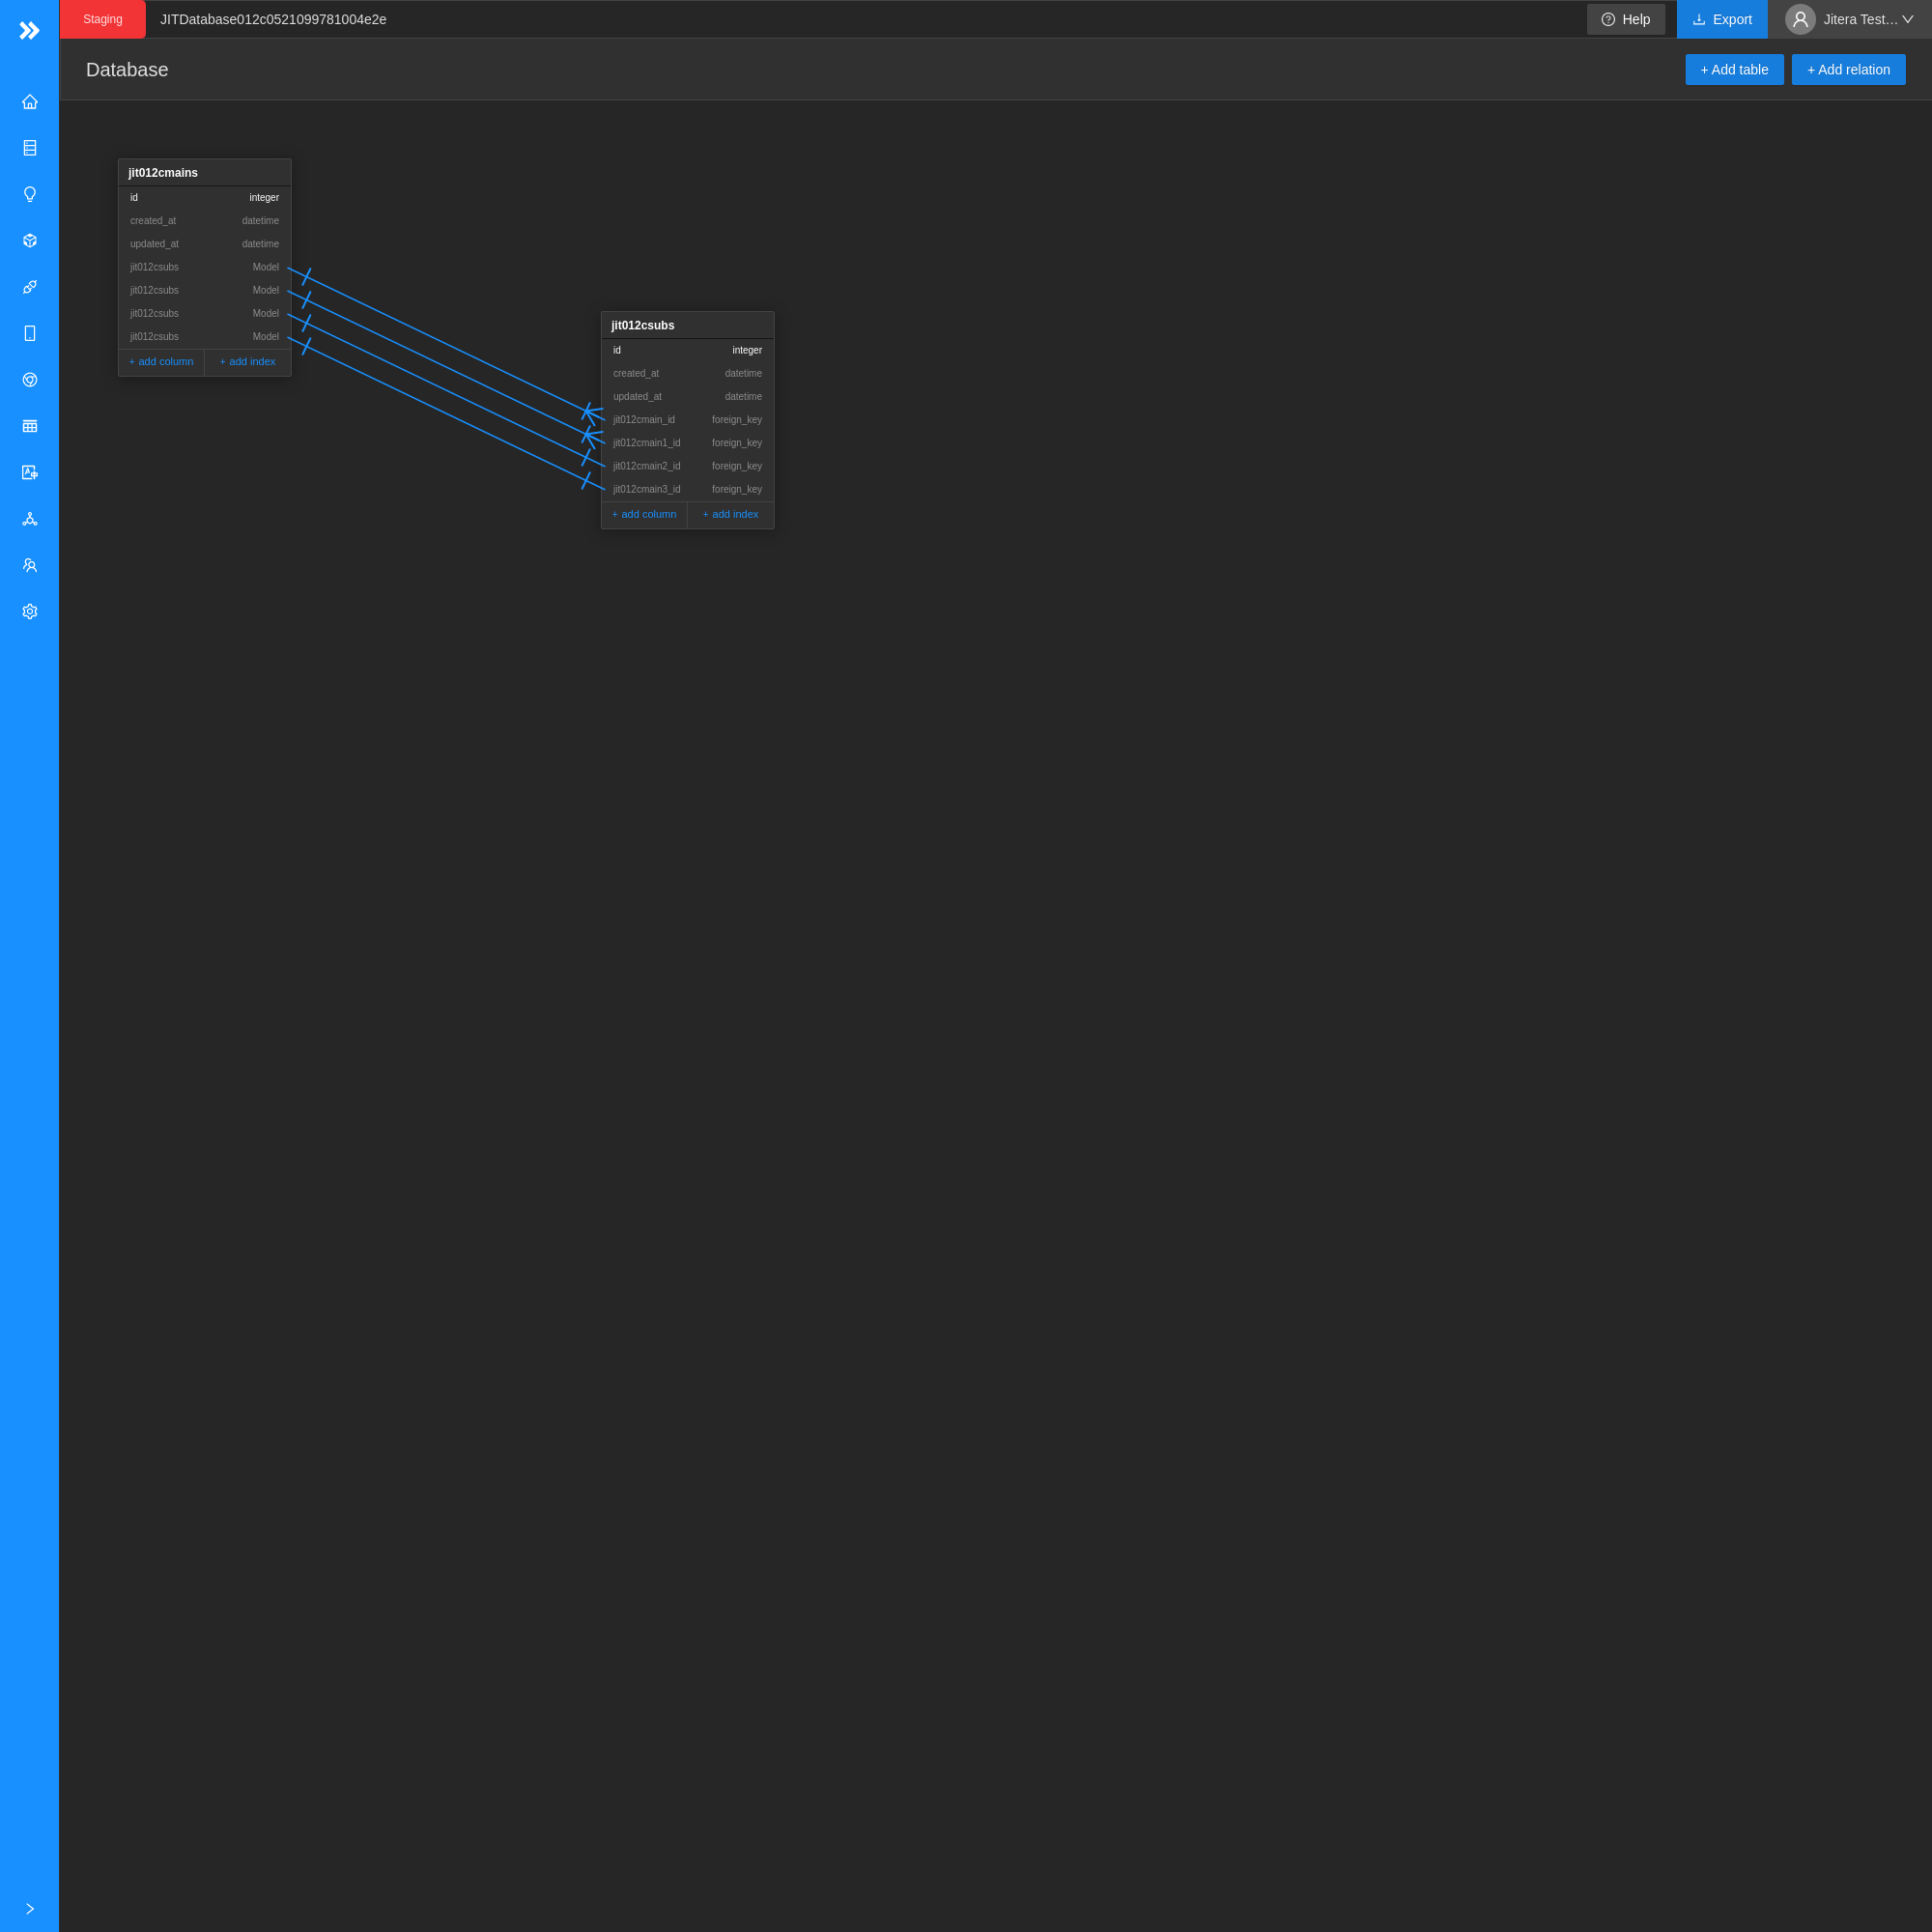 Staging
JITDatabase012c0521099781004e2e
Help
Export
Jitera Test…
Database
+ Add table
+ Add relation
jit012cmains
id integer
created_at datetime
updated_at datetime
jit012csubs Model
jit012csubs Model
jit012csubs Model
jit012csubs Model
+ add column + add index
jit012csubs
id integer
created_at datetime
updated_at datetime
jit012cmain_id foreign_key
jit012cmain1_id foreign_key
jit012cmain2_id foreign_key
jit012cmain3_id foreign_key
+ add column + add index